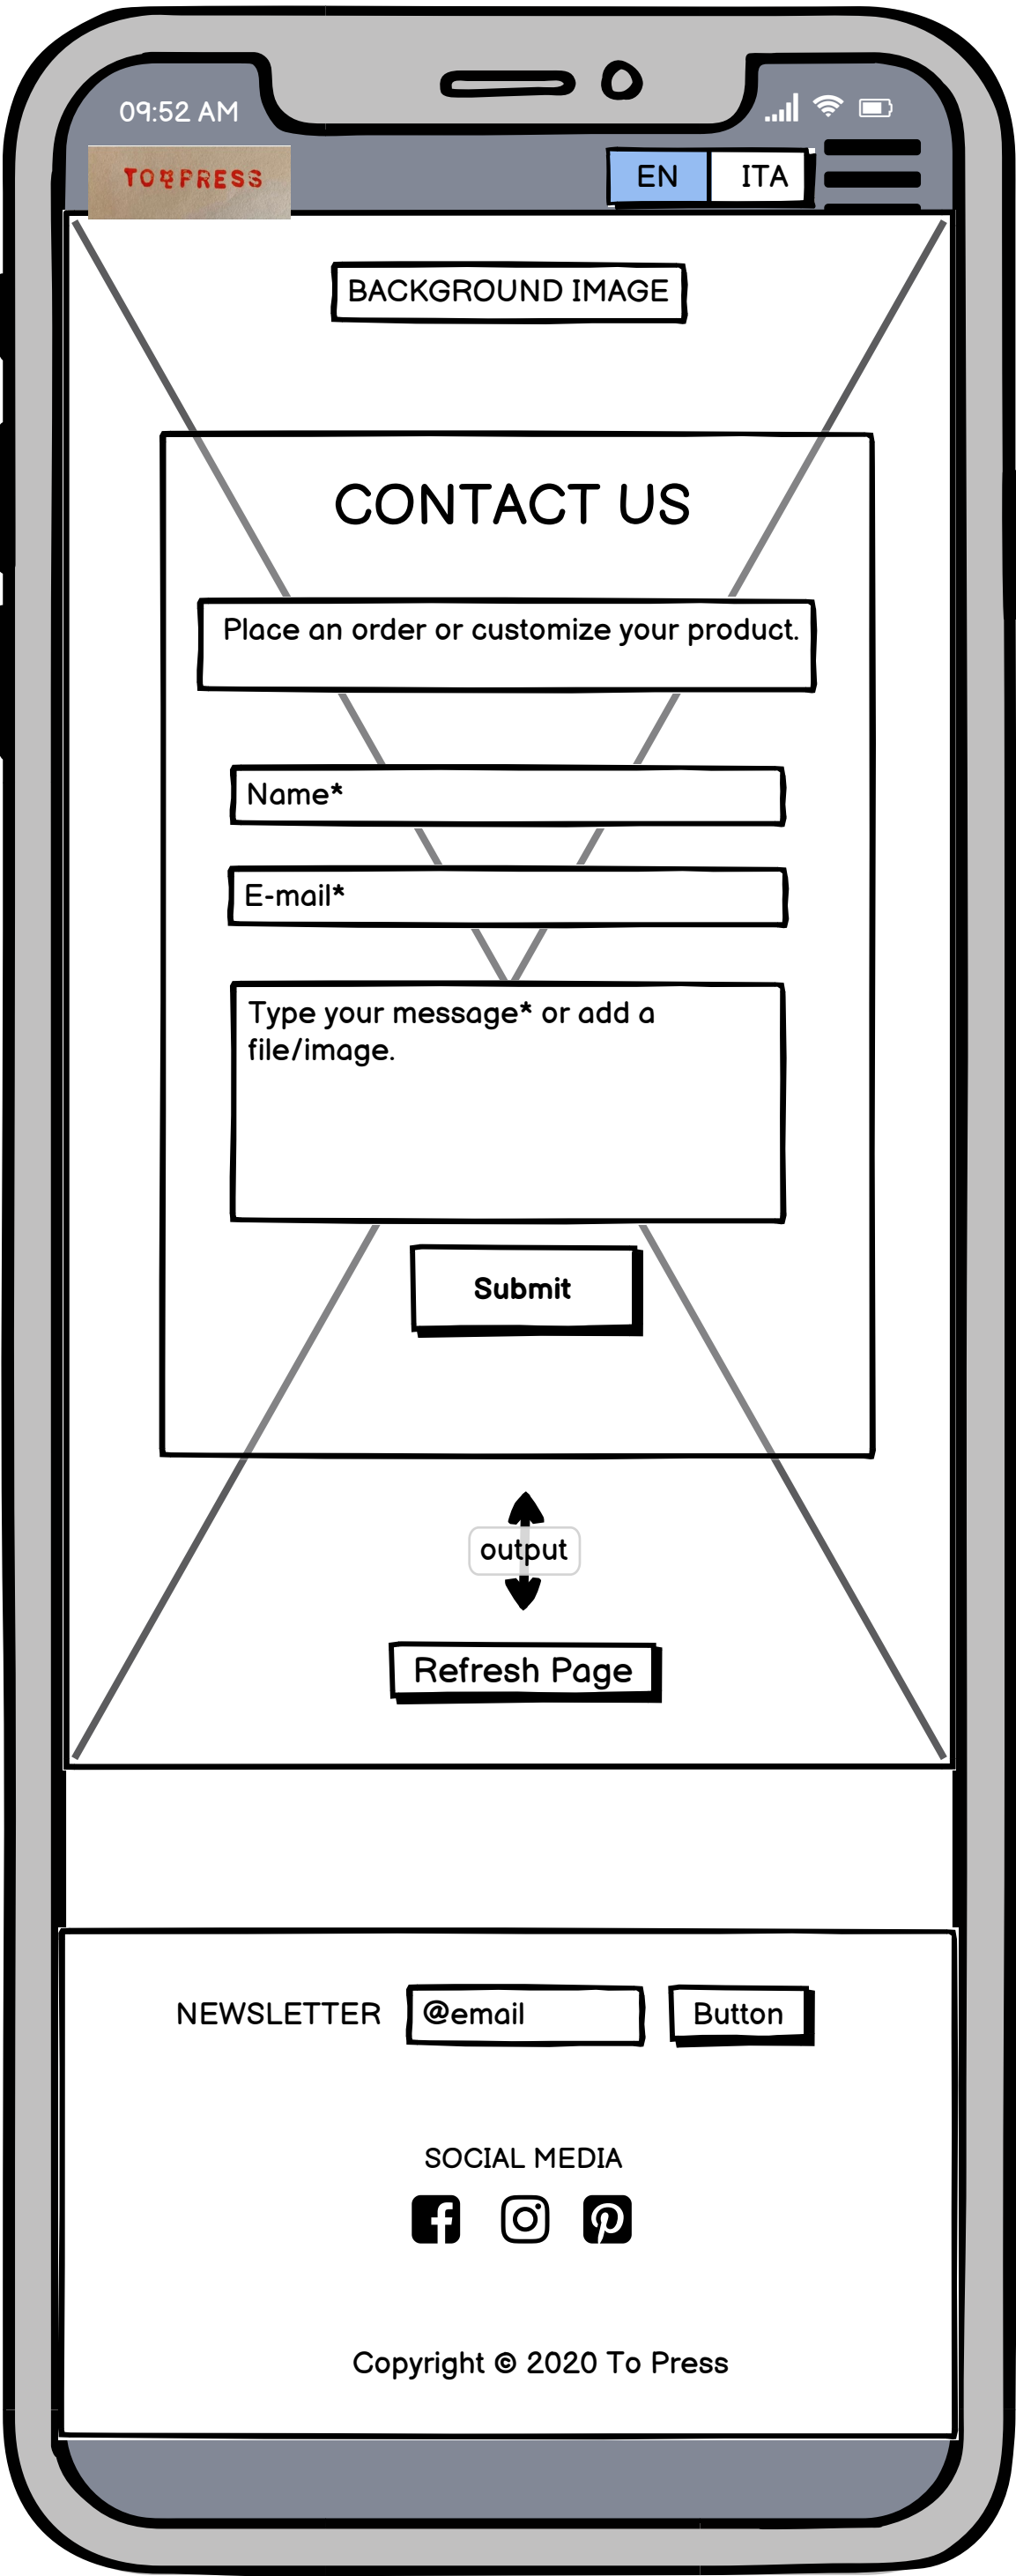 09:52 AM
TO PRESS
EN
ITA
BACKGROUND IMAGE
CONTACT US
Place an order or customize your product.
Name*
E-mail*
Type your message* or add a
file/image.
Submit
output
Refresh Page
NEWSLETTER
@email
Button
SOCIAL MEDIA
Copyright © 2020 To Press